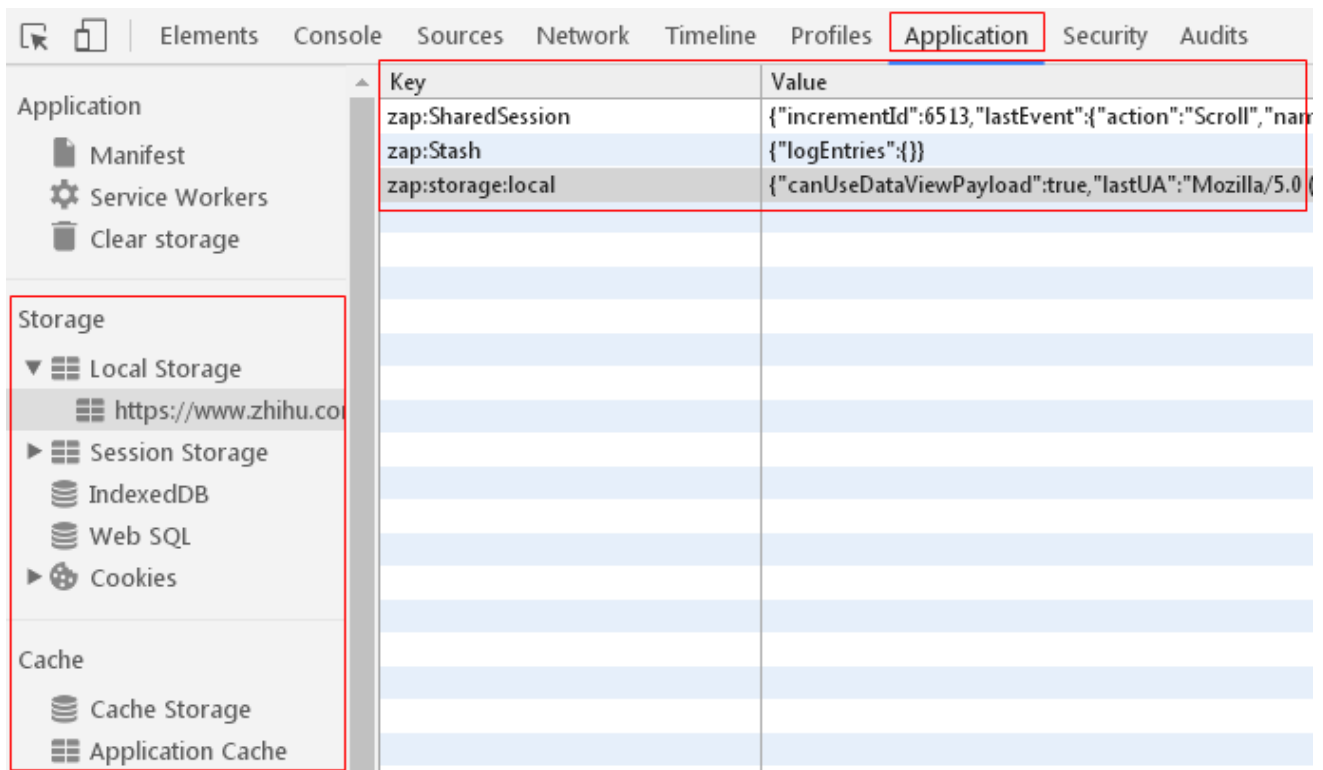 Elements Console Sources Network Timeline Profiles Application Security Audits
Application
Manifest
Service Workers
Clear storage
Storage
Local Storage
https://www.zhihu.co
Session Storage
IndexedDB
Web SQL
Cookies
Cache
Cache Storage
Application Cache
Key Value
zap:SharedSession {"incrementId":6513,"lastEvent":{"action":"Scroll","nam
zap:Stash {"logEntries":{}}
zap:storage:local {"canUseDataViewPayload":true,"lastUA":"Mozilla/5.0 (